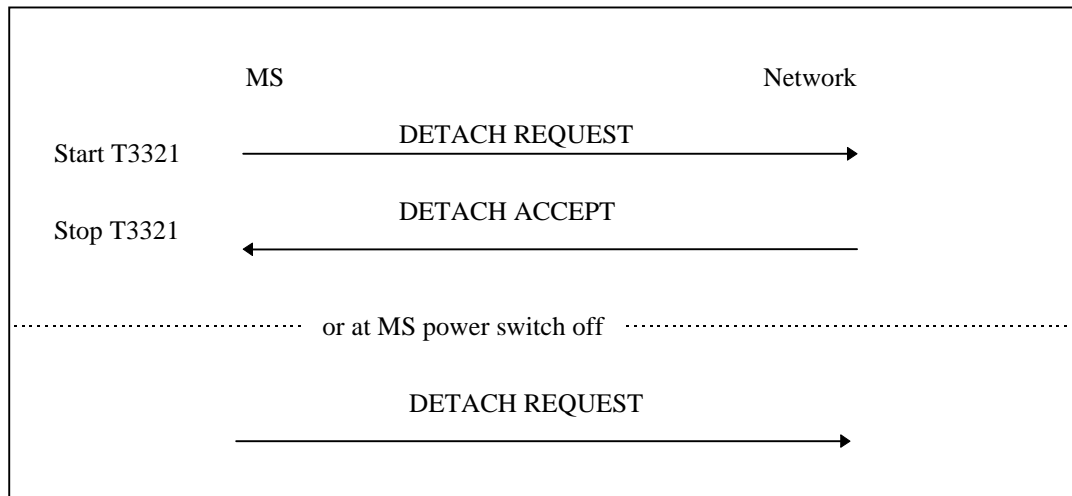 MS Network
DETACH REQUEST
Start T3321
DETACH ACCEPT
Stop T3321
or at MS power switch off
DETACH REQUEST